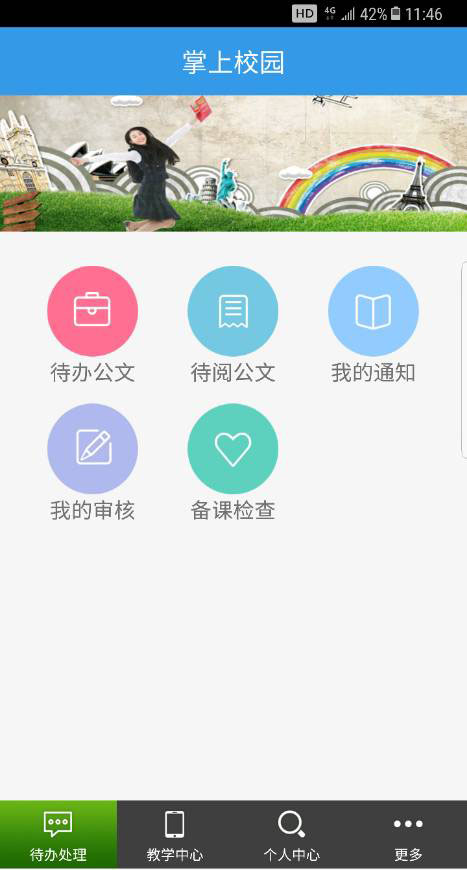 HD 4G 42% 11:46
掌上校园
待办公文 待阅公文 我的通知
我的审核 备课检查
待办处理 教学中心 个人中心 更多